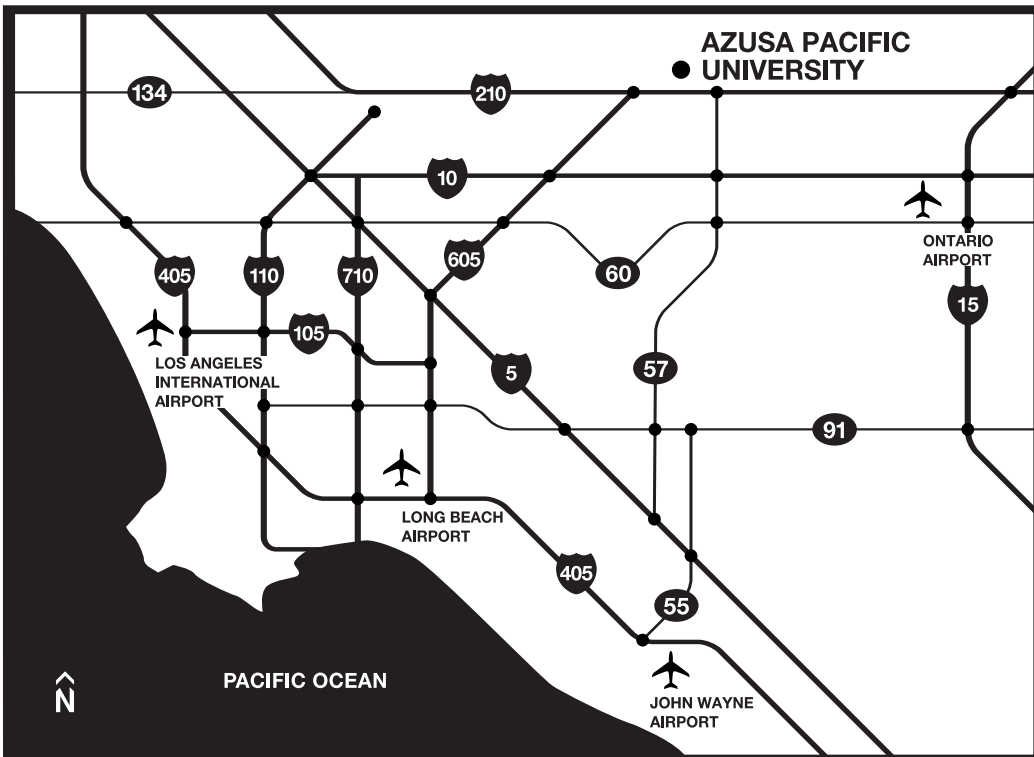 AZUSA PACIFIC
UNIVERSITY
134
210
10
ONTARIO
AIRPORT
405
110
710
605
60
15
105
LOS ANGELES
INTERNATIONAL
AIRPORT
5
57
91
LONG BEACH
AIRPORT
405
55
PACIFIC OCEAN
N
JOHN WAYNE
AIRPORT